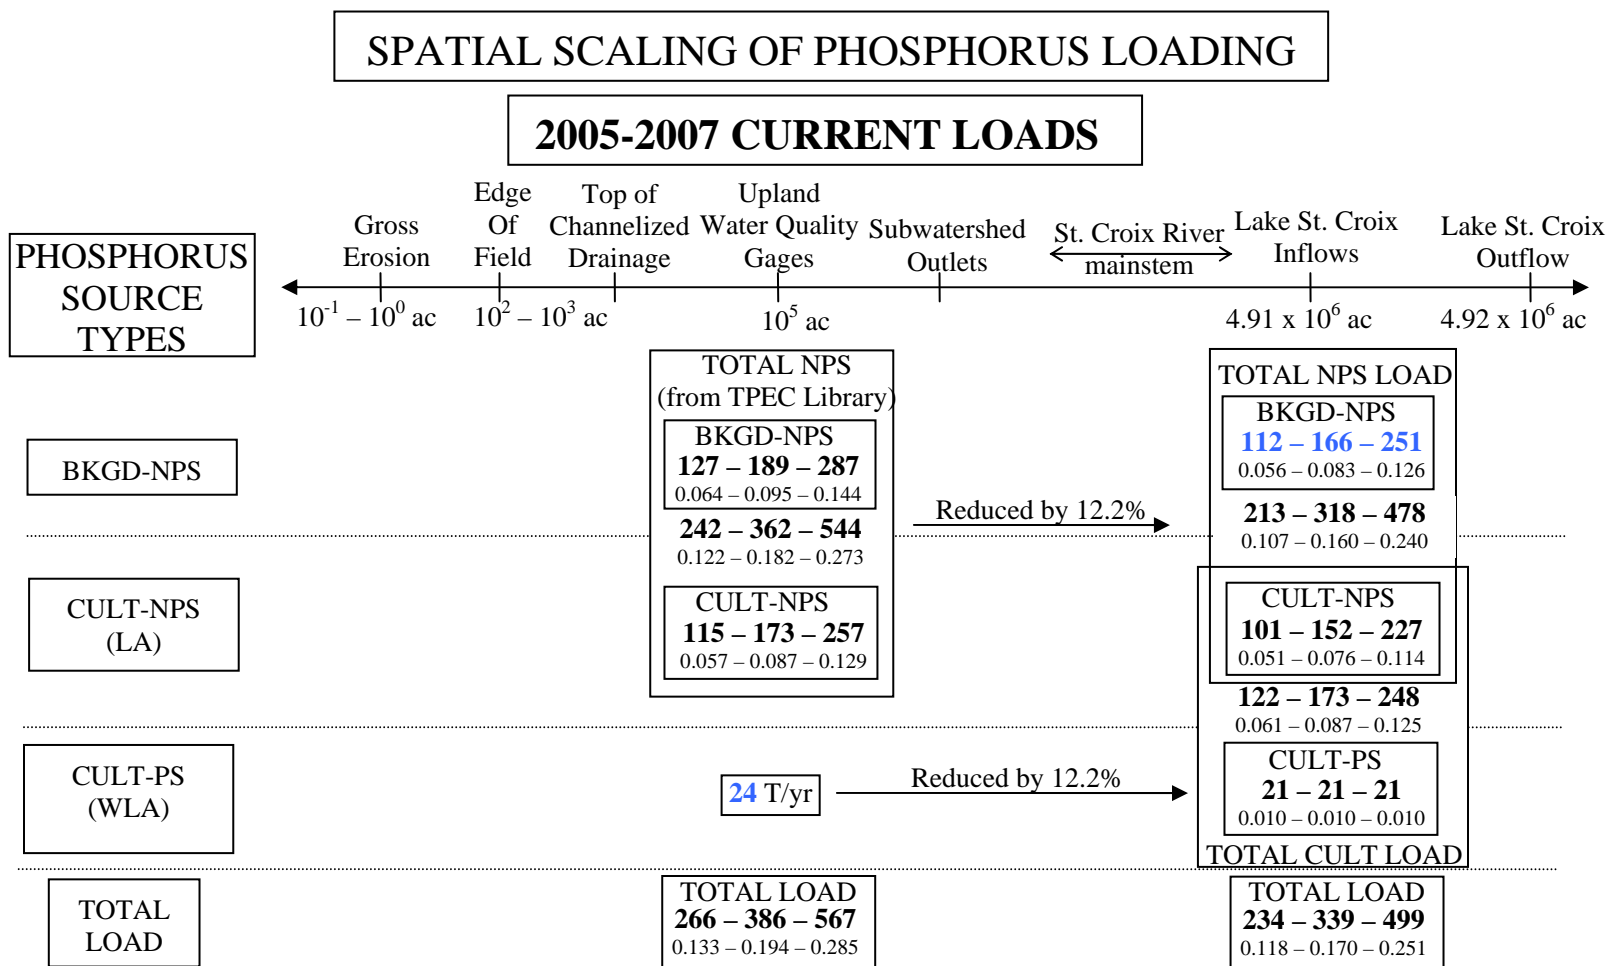 SPATIAL SCALING OF PHOSPHORUS LOADING
2005-2007 CURRENT LOADS
PHOSPHORUS
SOURCE
TYPES
Gross
Erosion
Edge
Of
Field
Top of
Channelized
Drainage
Upland
Water Quality
Gages
Subwatershed
Outlets
St. Croix River
mainstem
Lake St. Croix
Inflows
Lake St. Croix
Outflow
10⁻¹ – 10⁰ ac
10² – 10³ ac
10⁵ ac
4.91 x 10⁶ ac
4.92 x 10⁶ ac
BKGD-NPS
TOTAL NPS
(from TPEC Library)
BKGD-NPS
127 – 189 – 287
0.064 – 0.095 – 0.144
242 – 362 – 544
0.122 – 0.182 – 0.273
CULT-NPS
115 – 173 – 257
0.057 – 0.087 – 0.129
Reduced by 12.2%
TOTAL NPS LOAD
BKGD-NPS
112 – 166 – 251
0.056 – 0.083 – 0.126
213 – 318 – 478
0.107 – 0.160 – 0.240
CULT-NPS
(LA)
CULT-NPS
101 – 152 – 227
0.051 – 0.076 – 0.114
122 – 173 – 248
0.061 – 0.087 – 0.125
CULT-PS
(WLA)
24 T/yr
Reduced by 12.2%
CULT-PS
21 – 21 – 21
0.010 – 0.010 – 0.010
TOTAL CULT LOAD
TOTAL
LOAD
TOTAL LOAD
266 – 386 – 567
0.133 – 0.194 – 0.285
TOTAL LOAD
234 – 339 – 499
0.118 – 0.170 – 0.251